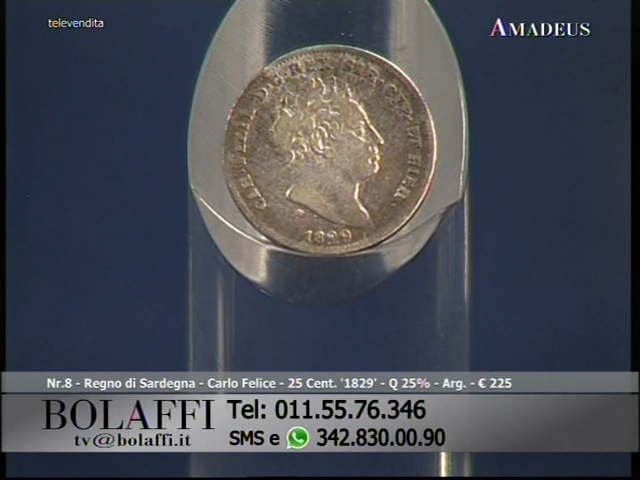 televendita
AMADEUS
1829
Nr.8 - Regno di Sardegna - Carlo Felice - 25 Cent. '1829' - Q 25% - Arg. - € 225
BOLAFFI
tv@bolaffi.it
Tel: 011.55.76.346
SMS e 342.830.00.90